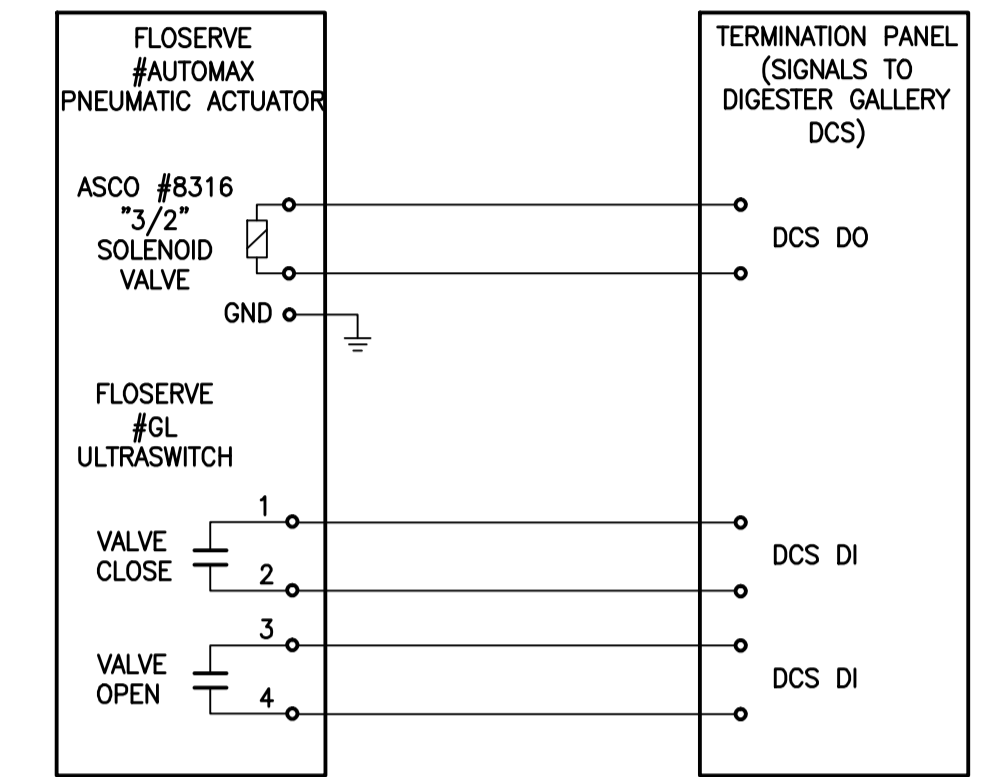 FLOSERVE
#AUTOMAX
PNEUMATIC ACTUATOR
ASCO #8316
"3/2"
SOLENOID
VALVE
GND
FLOSERVE
#GL
ULTRASWITCH
1
VALVE
CLOSE
2
3
VALVE
OPEN
4
TERMINATION PANEL
(SIGNALS TO
DIGESTER GALLERY
DCS)
DCS DO
DCS DI
DCS DI